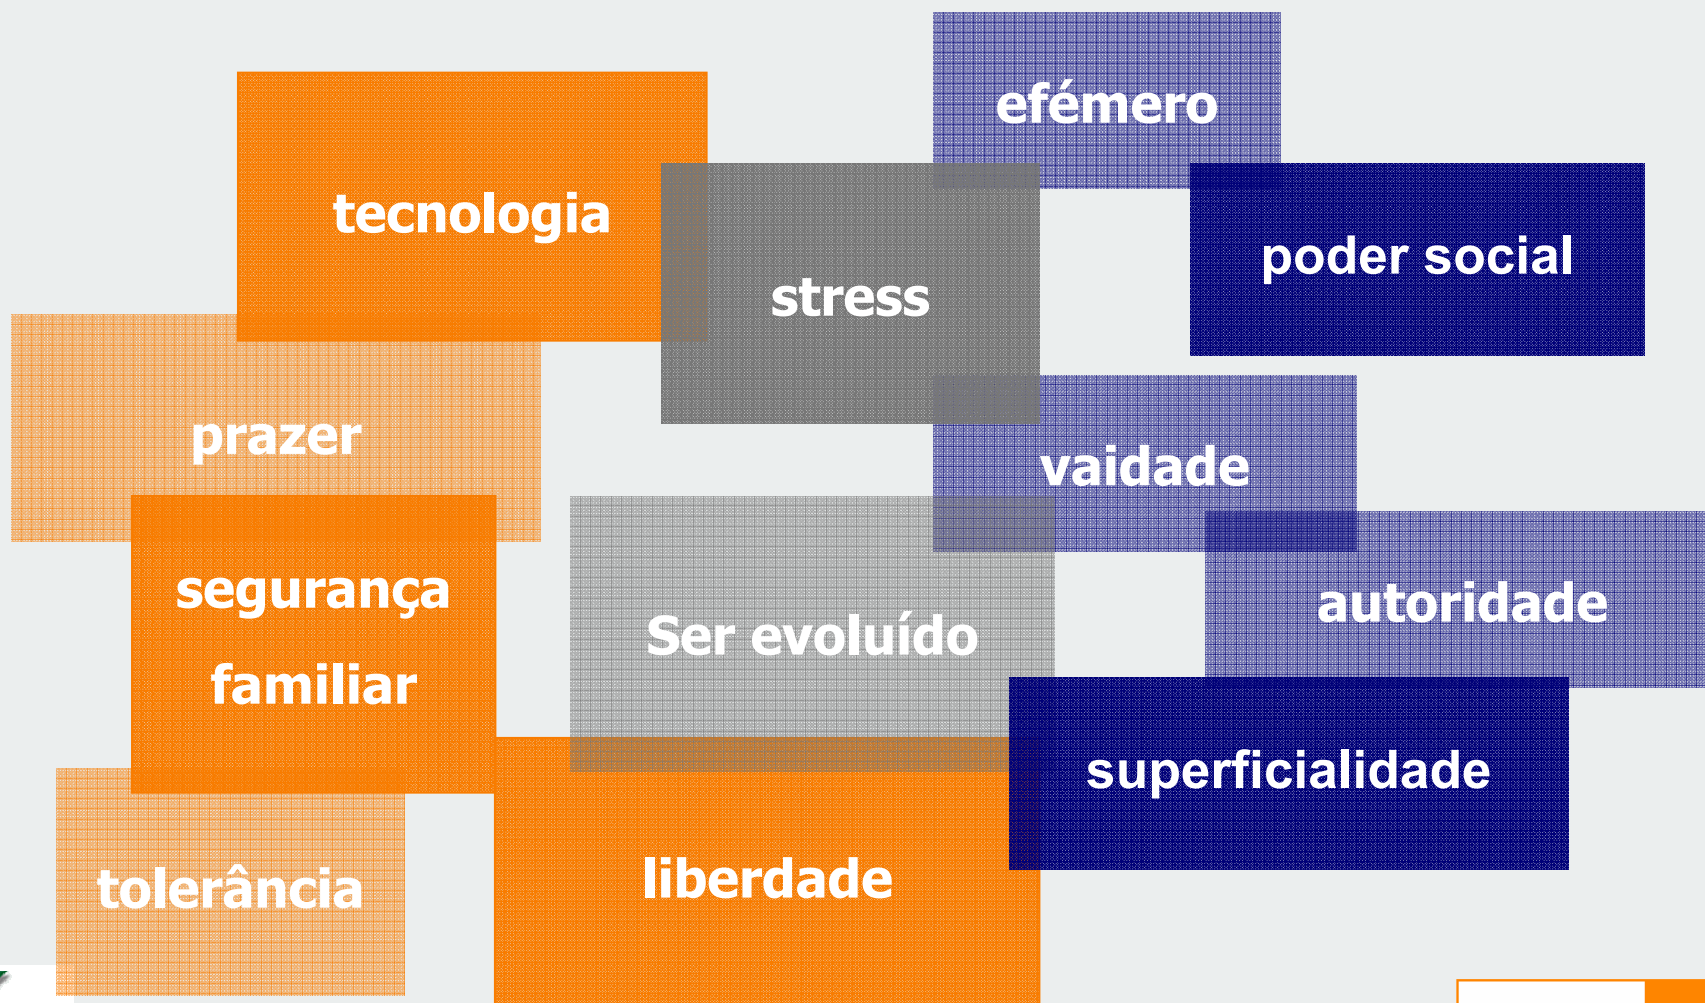 efémero
tecnologia
poder social
stress
prazer
vaidade
segurança
familiar
autoridade
Ser evoluído
superficialidade
liberdade
tolerância